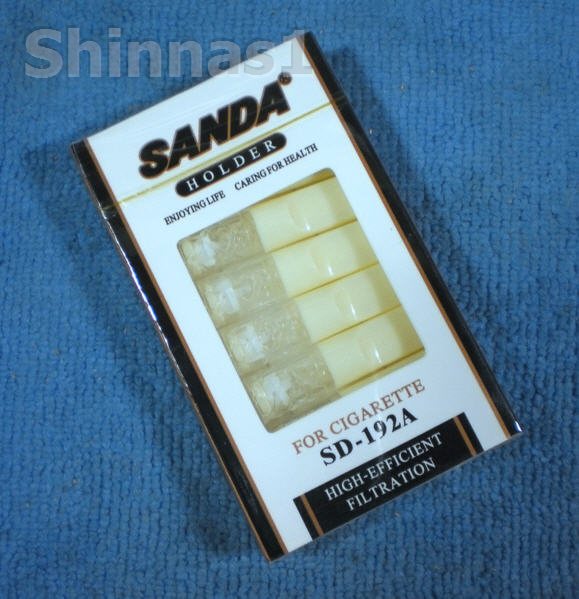 Shinnas1
SANDA®
HOLDER
ENJOYING LIFE CARING FOR HEALTH
FOR CIGARETTE
SD-192A
HIGH-EFFICIENT
FILTRATION